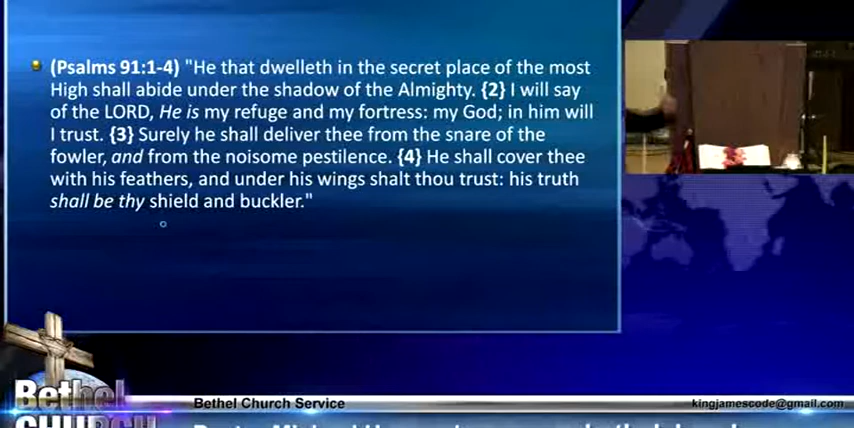 (Psalms 91:1-4) "He that dwelleth in the secret place of the most
High shall abide under the shadow of the Almighty. {2} I will say
of the LORD, He is my refuge and my fortress: my God; in him will
I trust. {3} Surely he shall deliver thee from the snare of the
fowler, and from the noisome pestilence. {4} He shall cover thee
with his feathers, and under his wings shalt thou trust: his truth
shall be thy shield and buckler."
Bethel
CHURCH
Bethel Church Service
kingjamescode@gmail.com